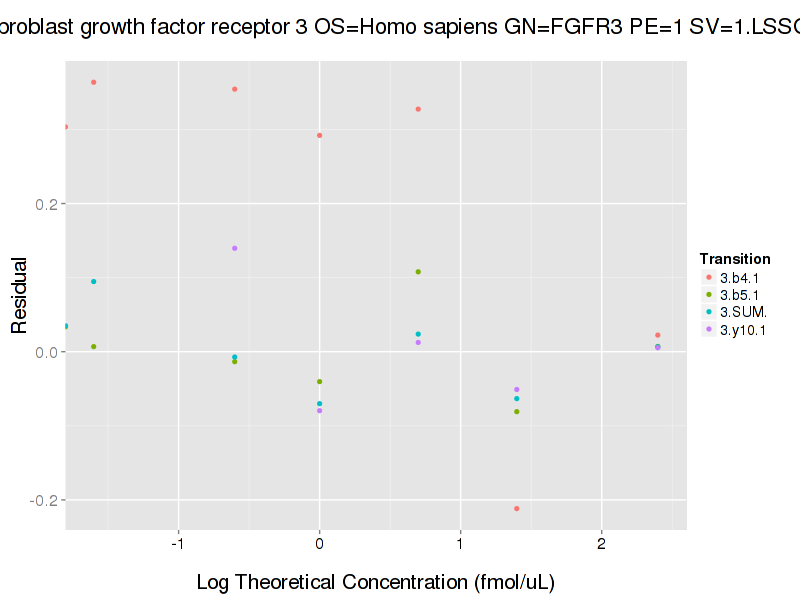 growth factor receptor 3 OS=Homo sapiens GN=FGFR3 PE=1 SV=1.LSSG
Residual
0.2
0.0
-0.2
-1
0
1
2
Log Theoretical Concentration (fmol/uL)
Transition
3.b4.1
3.b5.1
3.SUM.
3.y10.1